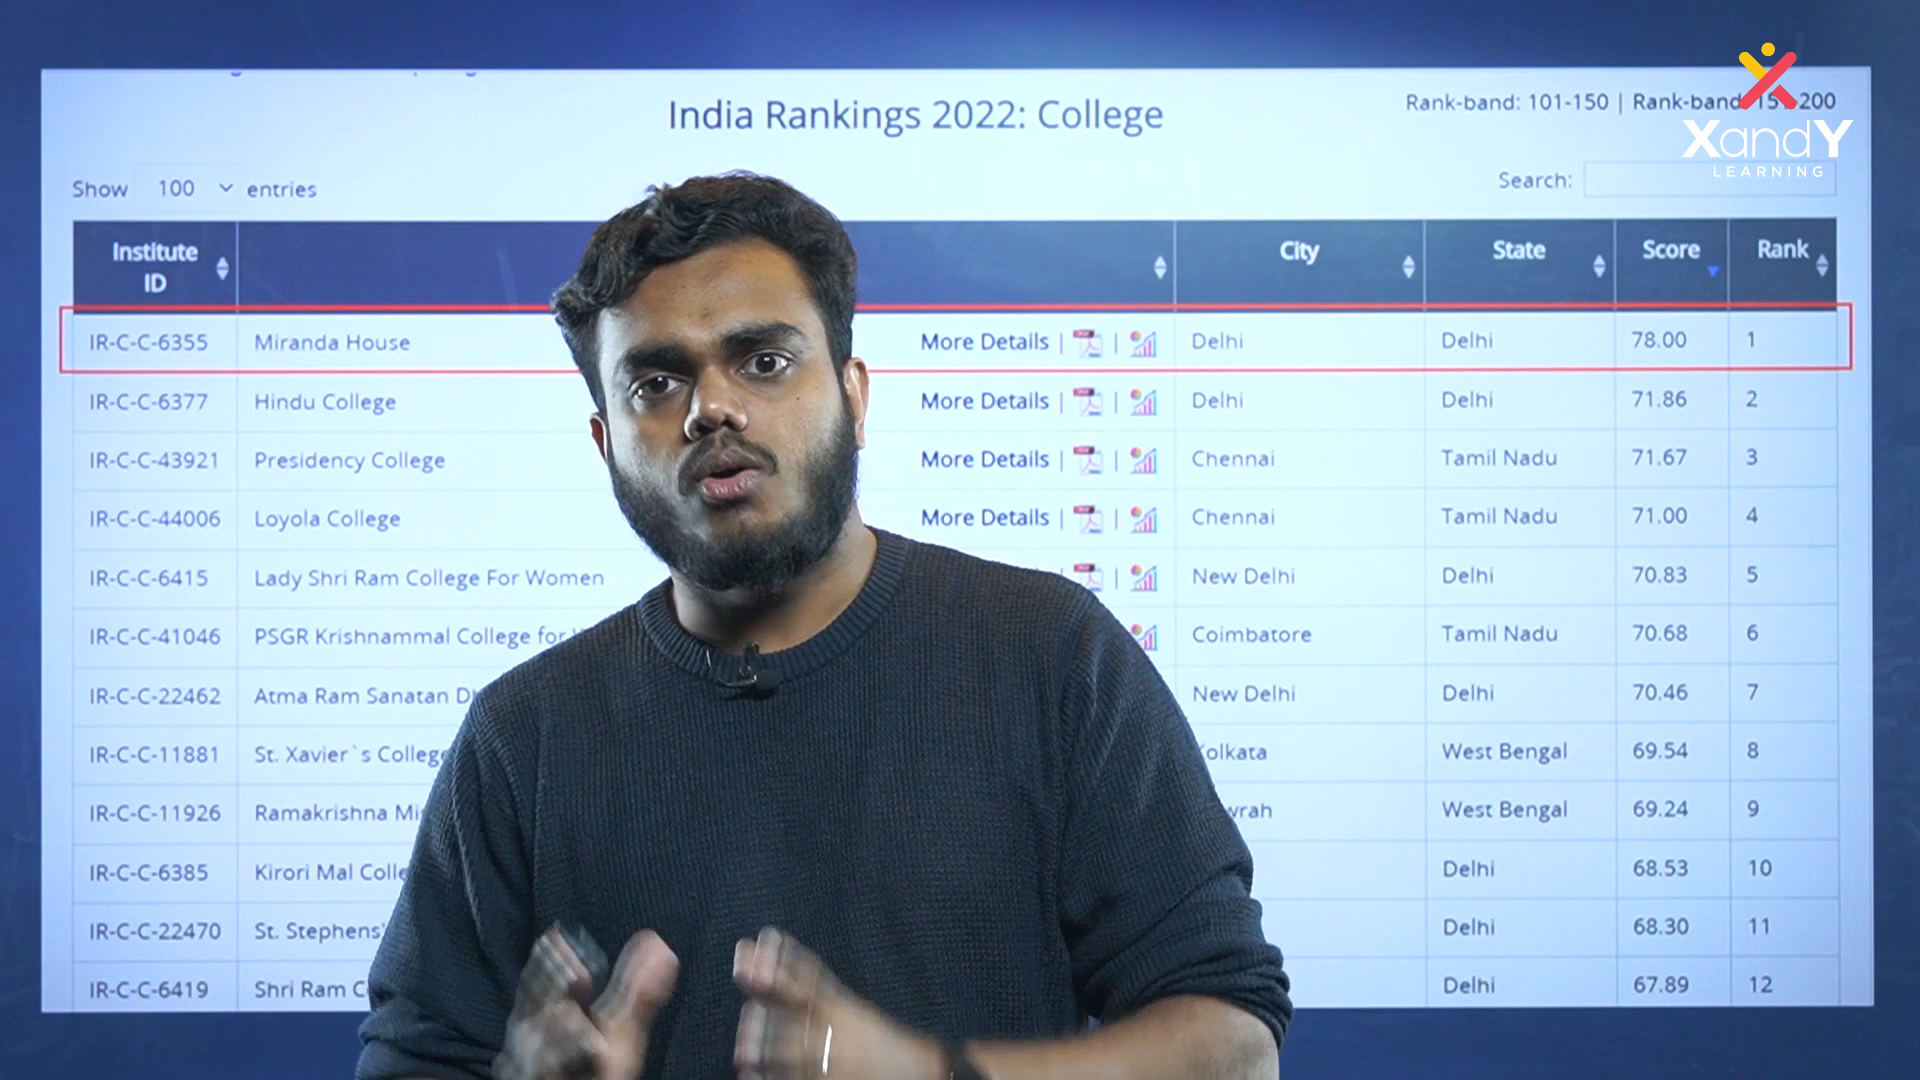 India Rankings 2022: College
Rank-band: 101-150 | Rank-band 200
XandY
LEARNING
Show 100 entries
Search:
Institute ID City State Score Rank
IR-C-C-6355 Miranda House More Details | | Delhi Delhi 78.00 1
IR-C-C-6377 Hindu College More Details | | Delhi Delhi 71.86 2
IR-C-C-43921 Presidency College More Details | | Chennai Tamil Nadu 71.67 3
IR-C-C-44006 Loyola College More Details | | Chennai Tamil Nadu 71.00 4
IR-C-C-6415 Lady Shri Ram College For Women | New Delhi Delhi 70.83 5
IR-C-C-41046 PSGR Krishnammal College for Coimbatore Tamil Nadu 70.68 6
IR-C-C-22462 Atma Ram Sanatan New Delhi Delhi 70.46 7
IR-C-C-11881 St. Xavier`s College olkata West Bengal 69.54 8
IR-C-C-11926 Ramakrishna Mi wrah West Bengal 69.24 9
IR-C-C-6385 Kirori Mal Colle Delhi 68.53 10
IR-C-C-22470 St. Stephens' Delhi 68.30 11
IR-C-C-6419 Shri Ram C Delhi 67.89 12